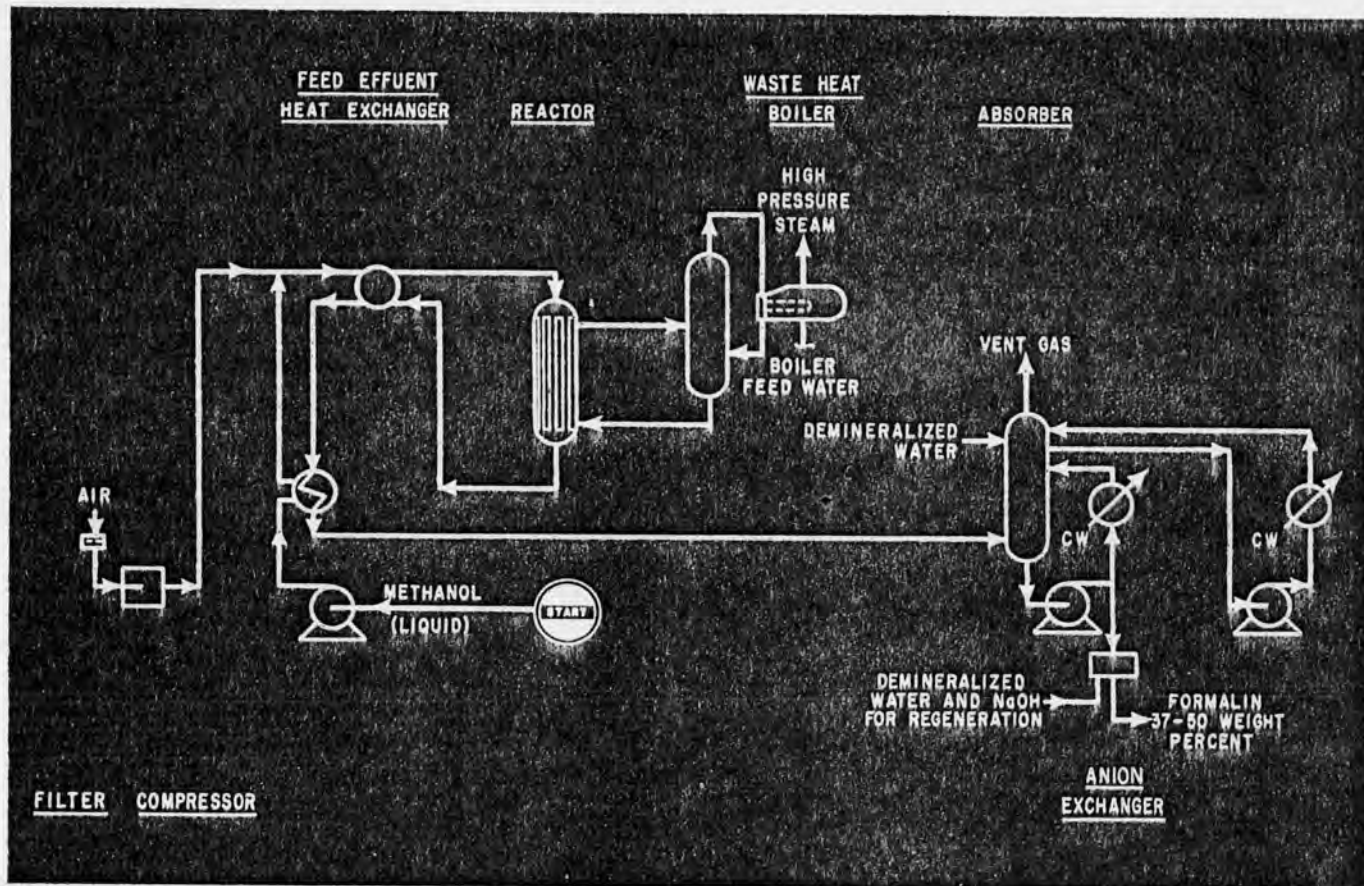 FEED EFFUENT
HEAT EXCHANGER
REACTOR
WASTE HEAT
BOILER
ABSORBER
HIGH
PRESSURE
STEAM
BOILER
FEED WATER
VENT GAS
DEMINERALIZED
WATER
AIR
CW
CW
METHANOL
(LIQUID)
START
DEMINERALIZED
WATER AND NaOH
FOR REGENERATION
FORMALIN
37-50 WEIGHT
PERCENT
ANION
EXCHANGER
FILTER
COMPRESSOR